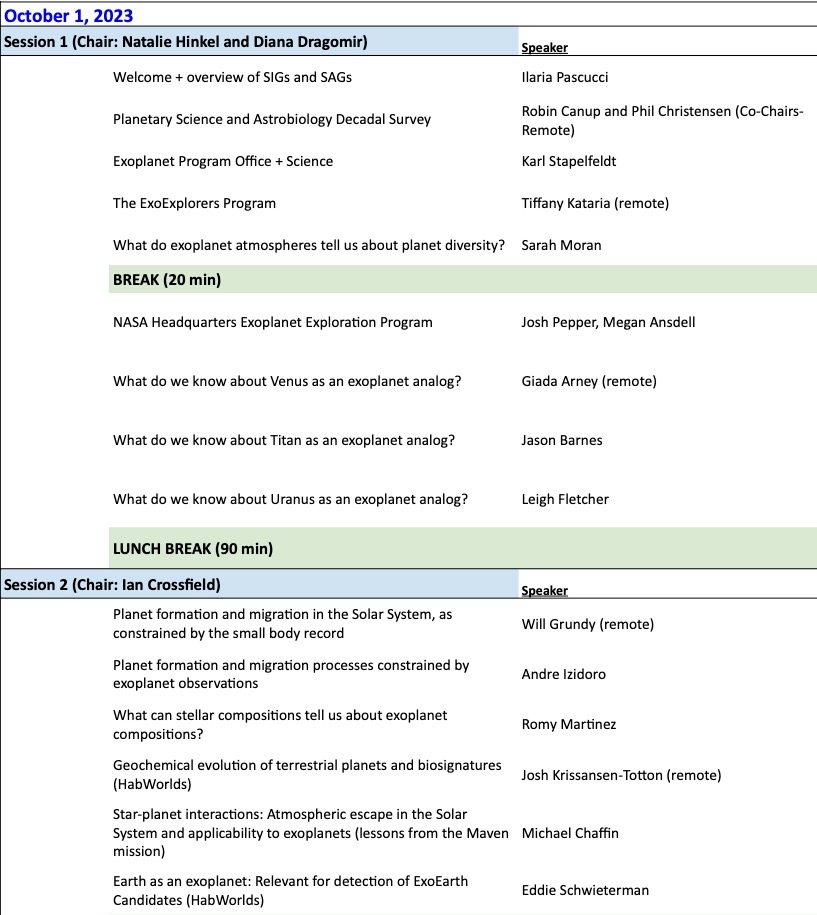 October 1, 2023
Session 1 (Chair: Natalie Hinkel and Diana Dragomir) Speaker
Welcome + overview of SIGs and SAGs Ilaria Pascucci
Planetary Science and Astrobiology Decadal Survey Robin Canup and Phil Christensen (Co-Chairs-
Remote)
Exoplanet Program Office + Science Karl Stapelfeldt
The ExoExplorers Program Tiffany Kataria (remote)
What do exoplanet atmospheres tell us about planet diversity? Sarah Moran
BREAK (20 min)
NASA Headquarters Exoplanet Exploration Program Josh Pepper, Megan Ansdell
What do we know about Venus as an exoplanet analog? Giada Arney (remote)
What do we know about Titan as an exoplanet analog? Jason Barnes
What do we know about Uranus as an exoplanet analog? Leigh Fletcher
LUNCH BREAK (90 min)
Session 2 (Chair: Ian Crossfield) Speaker
Planet formation and migration in the Solar System, as
constrained by the small body record Will Grundy (remote)
Planet formation and migration processes constrained by
exoplanet observations Andre Izidoro
What can stellar compositions tell us about exoplanet
compositions? Romy Martinez
Geochemical evolution of terrestrial planets and biosignatures
(HabWorlds) Josh Krissansen-Totton (remote)
Star-planet interactions: Atmospheric escape in the Solar
System and applicability to exoplanets (lessons from the Maven Michael Chaffin
mission)
Earth as an exoplanet: Relevant for detection of ExoEarth
Candidates (HabWorlds) Eddie Schwieterman